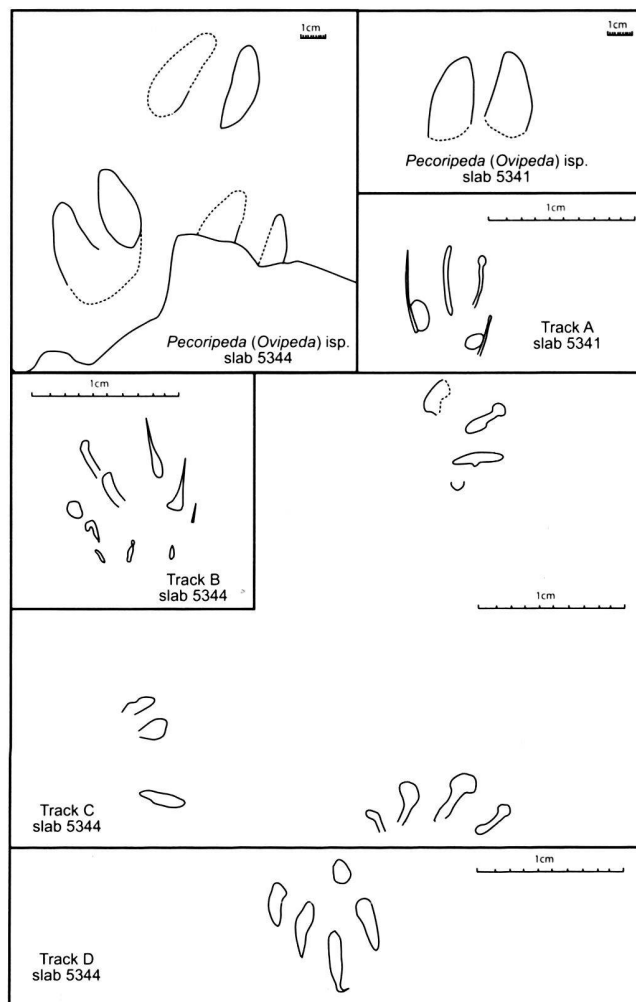 1cm
Pecoripeda (Ovipeda) isp.
slab 5344
1cm
Pecoripeda (Ovipeda) isp.
slab 5341
1cm
Track A
slab 5341
1cm
Track B
slab 5344
1cm
Track C
slab 5344
1cm
Track D
slab 5344